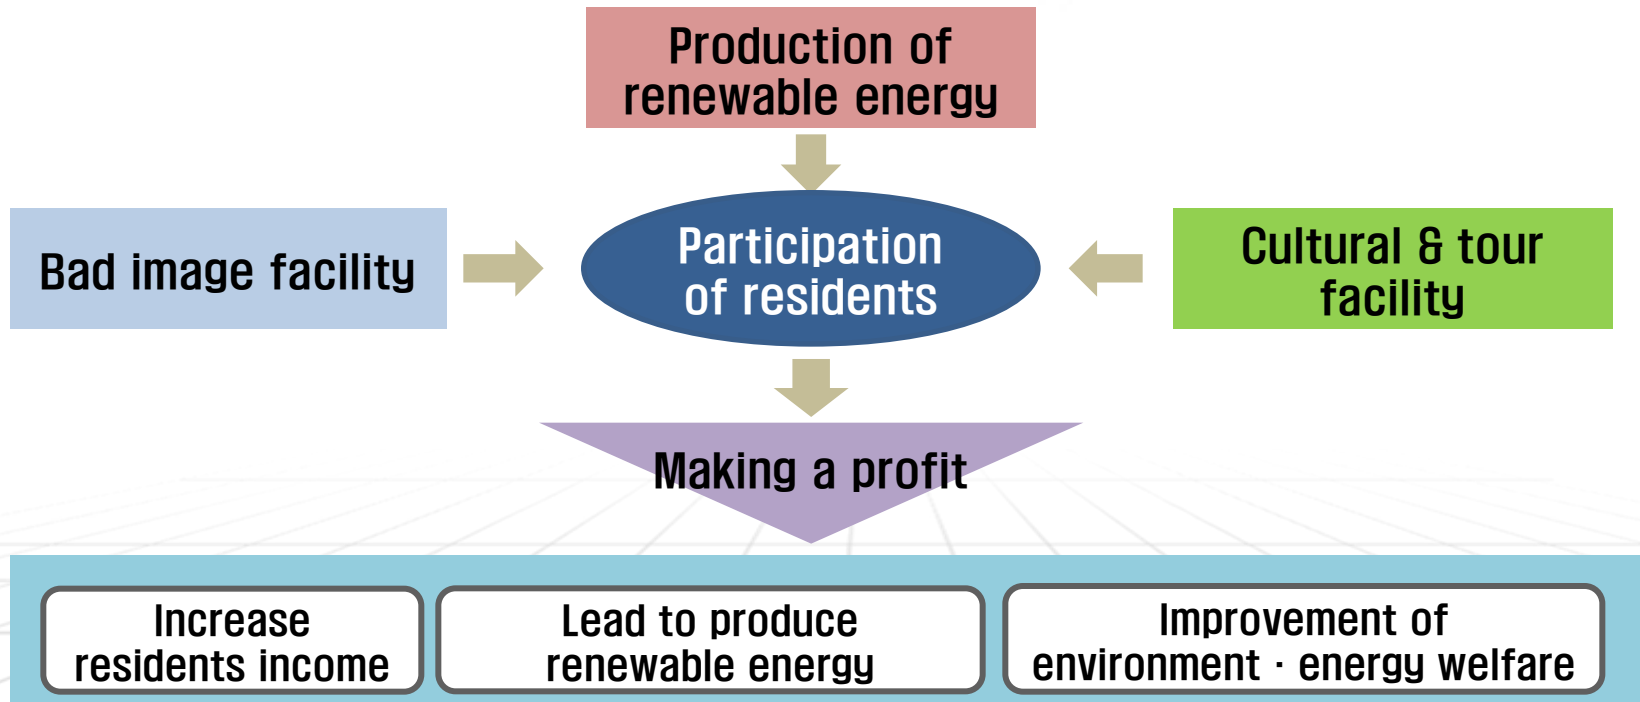 Production of
renewable energy
Bad image facility
Participation
of residents
Cultural & tour
facility
Making a profit
Increase
residents income
Lead to produce
renewable energy
Improvement of
environment · energy welfare